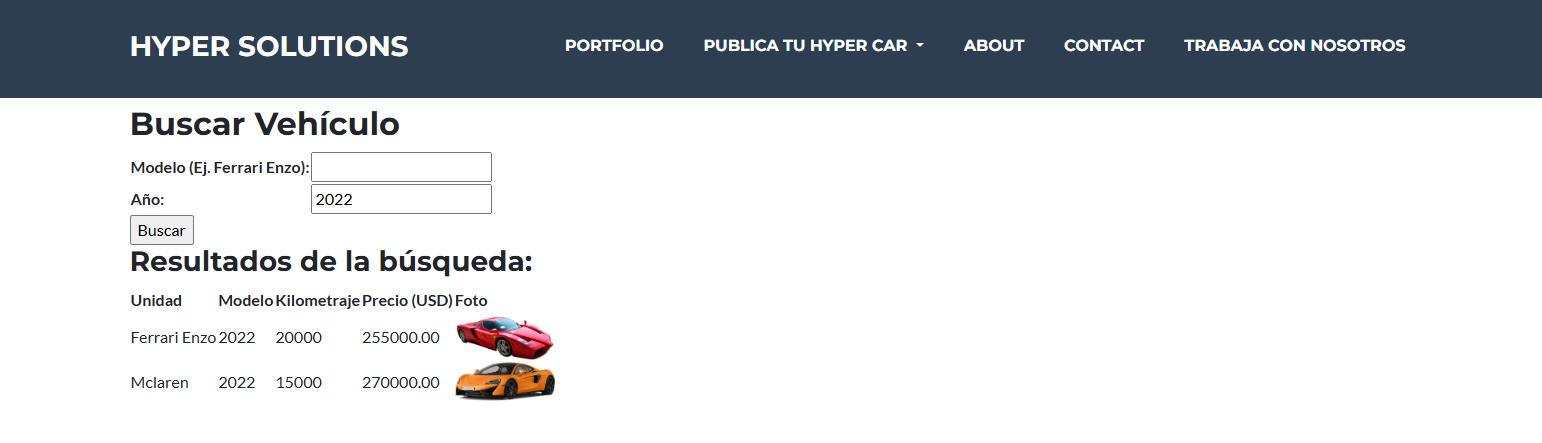 HYPER SOLUTIONS PORTFOLIO PUBLICA TU HYPER CAR ABOUT CONTACT TRABAJA CON NOSOTROS
Buscar Vehículo
Modelo (Ej. Ferrari Enzo):
Año: 2022
Buscar
Resultados de la búsqueda:
Unidad Modelo Kilometraje Precio (USD) Foto
Ferrari Enzo 2022 20000 255000.00
Mclaren 2022 15000 270000.00